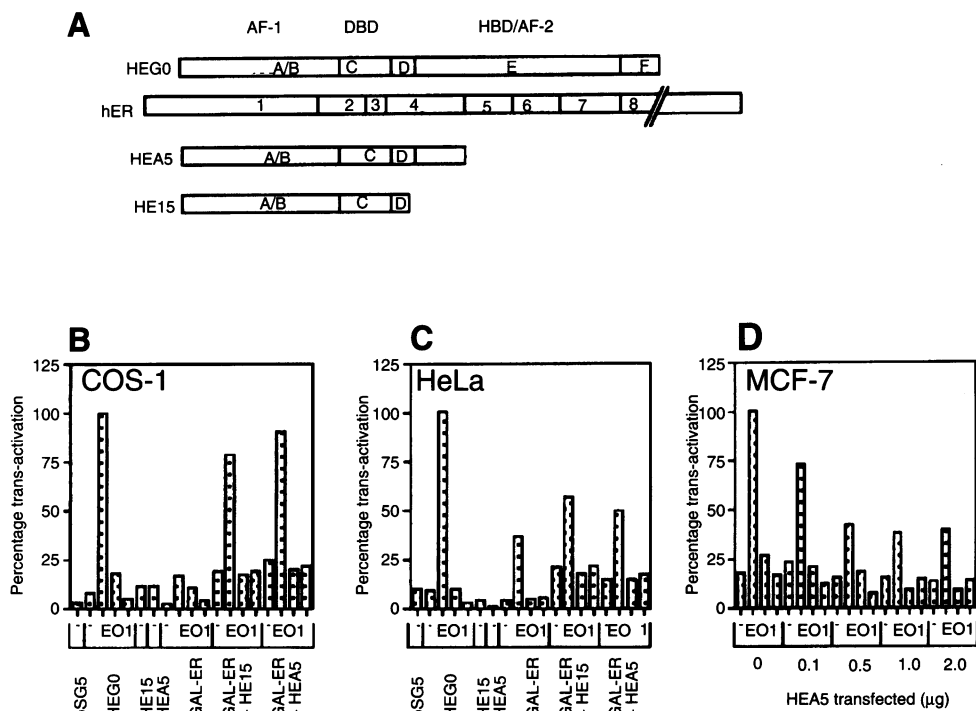 A
AF-1 DBD HBD/AF-2
HEG0 A/B C D E F
hER 1 2 3 4 5 6 7 8
HEA5 A/B C D
HE15 A/B C D
B
COS-1
Percentage trans-activation
125
100
75
50
25
0
- - EO1 - - - EO1 - EO1 - EO1
HEG0
HE15
HEA5
GAL-ER
GAL-ER
HE15
GAL-ER
HEA5
C
HeLa
Percentage trans-activation
125
100
75
50
25
0
- - EO1 - - - EO1 - EO1 - EO 1
HEG0
HE15
HEA5
GAL-ER
GAL-ER
HE15
GAL-ER
HEA5
D
MCF-7
Percentage trans-activation
125
100
75
50
25
0
- EO1 - EO1 - EO1 - EO1 - EO1
0 0.1 0.5 1.0 2.0
HEA5 transfected (μg)